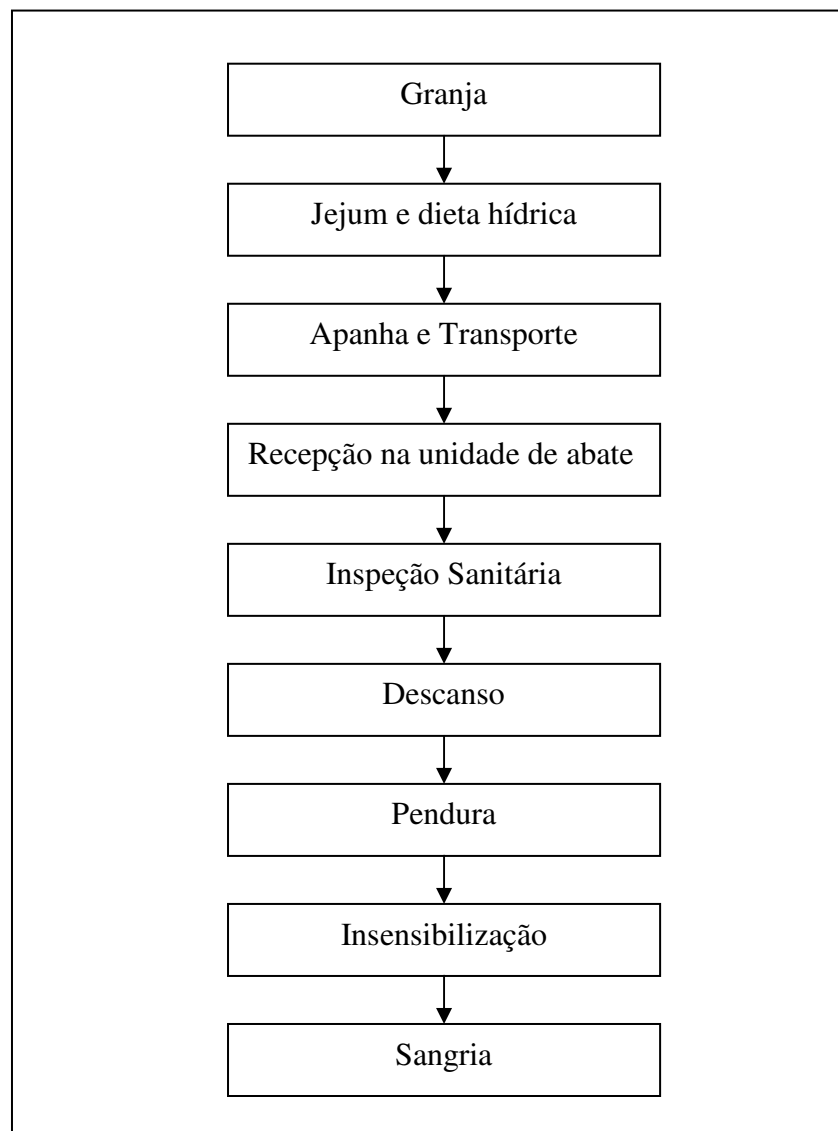 Granja
Jejum e dieta hídrica
Apanha e Transporte
Recepção na unidade de abate
Inspeção Sanitária
Descanso
Pendura
Insensibilização
Sangria